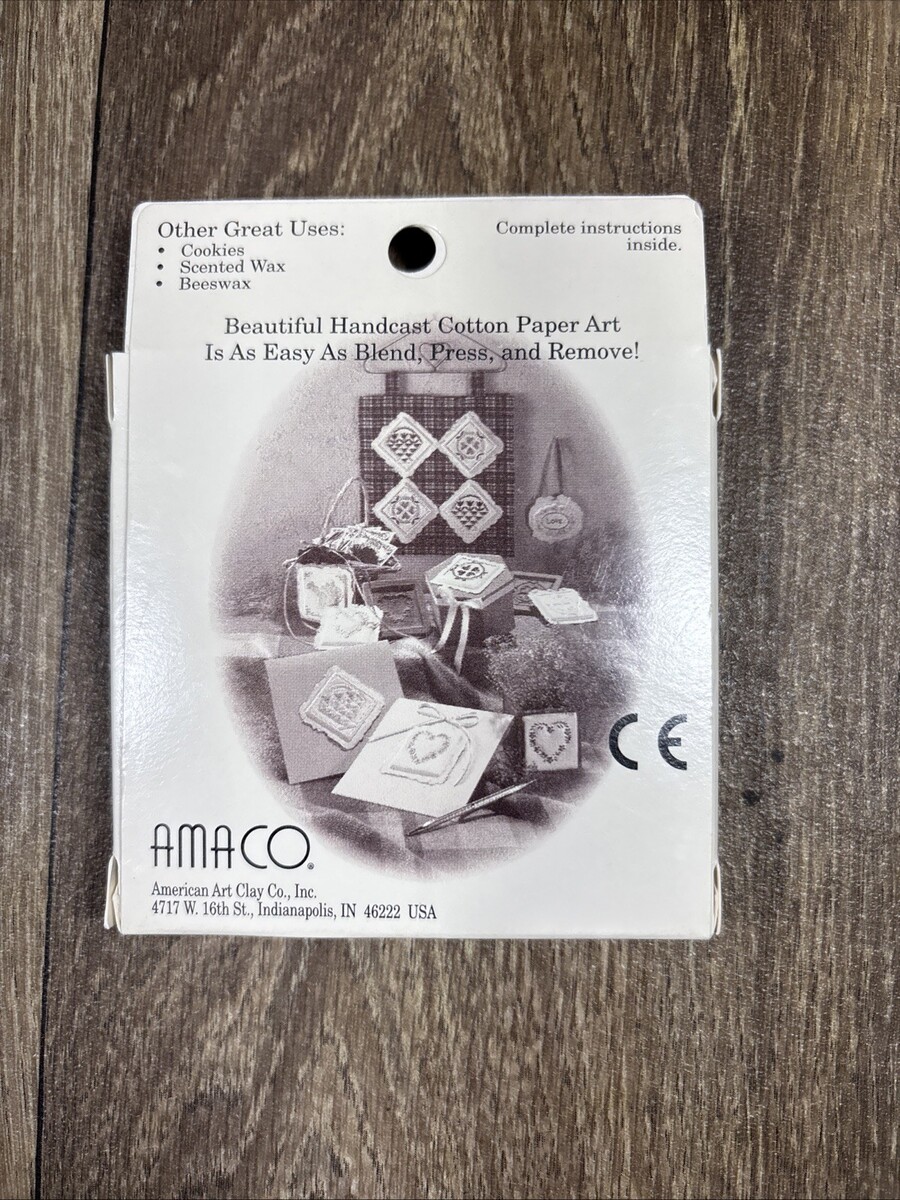 Other Great Uses:
• Cookies
• Scented Wax
• Beeswax
Complete instructions
inside.
Beautiful Handcast Cotton Paper Art
Is As Easy As Blend, Press, and Remove!
LOVE
CE
AMACO®
American Art Clay Co., Inc.
4717 W. 16th St., Indianapolis, IN 46222 USA